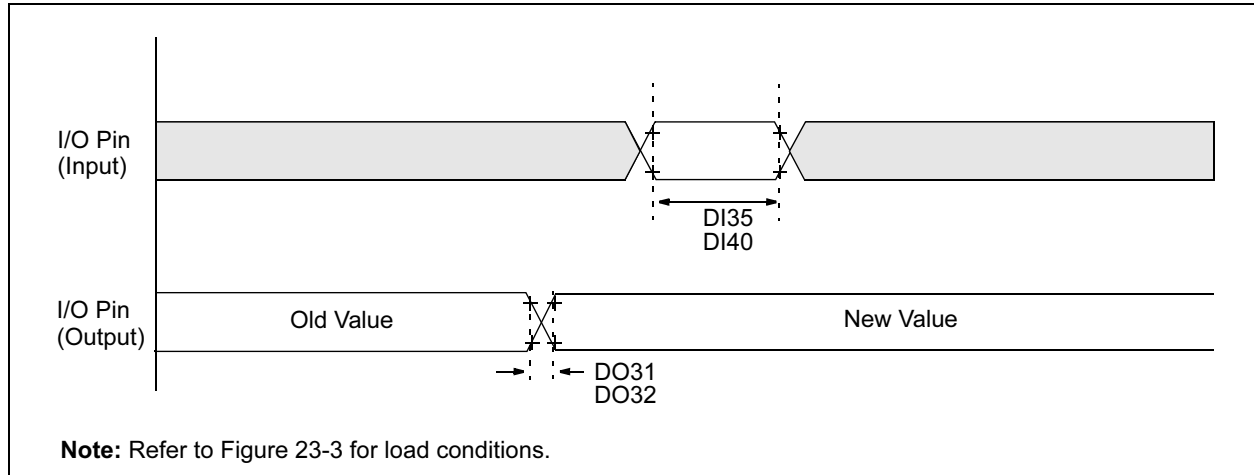 I/O Pin
(Input)
DI35
DI40
I/O Pin
(Output)
Old Value
New Value
DO31
DO32
Note: Refer to Figure 23-3 for load conditions.